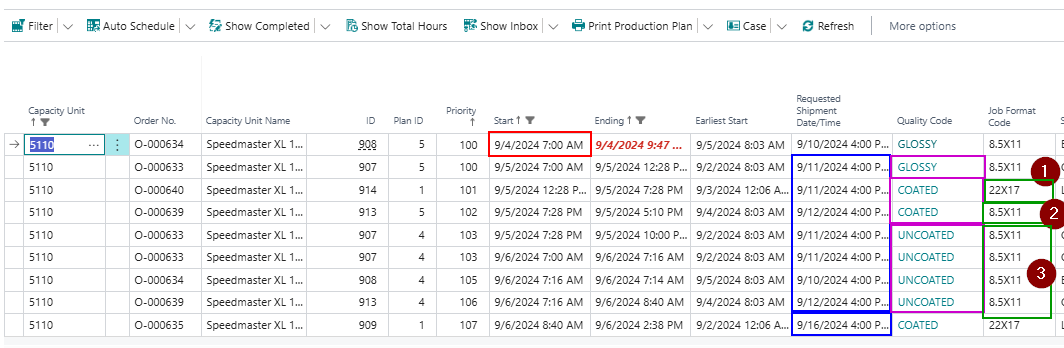 Filter Auto Schedule Show Completed Show Total Hours Show Inbox Print Production Plan Case Refresh More options
Capacity Unit ↑ Order No. Capacity Unit Name ID Plan ID Priority ↑ Start ↑ Ending ↑ Earliest Start Requested Shipment Date/Time Quality Code Job Format Code S
→ 5110 ··· O-000634 Speedmaster XL 1... 908 5 100 9/4/2024 7:00 AM 9/4/2024 9:47 ... 9/5/2024 8:03 AM 9/10/2024 4:00 P... GLOSSY 8.5X11
5110 O-000633 Speedmaster XL 1... 907 5 100 9/5/2024 7:00 AM 9/5/2024 12:28 P... 9/2/2024 8:03 AM 9/11/2024 4:00 P... GLOSSY 8.5X11 1
5110 O-000640 Speedmaster XL 1... 914 1 101 9/5/2024 12:28 P... 9/5/2024 7:28 PM 9/3/2024 12:06 A... 9/11/2024 4:00 P... COATED 22X17
5110 O-000639 Speedmaster XL 1... 913 5 102 9/5/2024 7:28 PM 9/5/2024 5:10 PM 9/4/2024 8:03 AM 9/12/2024 4:00 P... COATED 8.5X11 2
5110 O-000633 Speedmaster XL 1... 907 4 103 9/5/2024 7:28 PM 9/5/2024 10:00 P... 9/2/2024 8:03 AM 9/11/2024 4:00 P... UNCOATED 8.5X11
5110 O-000633 Speedmaster XL 1... 907 4 103 9/6/2024 7:00 AM 9/6/2024 7:16 AM 9/2/2024 8:03 AM 9/11/2024 4:00 P... UNCOATED 8.5X11
5110 O-000634 Speedmaster XL 1... 908 4 105 9/6/2024 7:16 AM 9/6/2024 7:14 AM 9/5/2024 8:03 AM 9/10/2024 4:00 P... UNCOATED 8.5X11 3
5110 O-000639 Speedmaster XL 1... 913 4 106 9/6/2024 7:16 AM 9/6/2024 8:40 AM 9/4/2024 8:03 AM 9/12/2024 4:00 P... UNCOATED 8.5X11
5110 O-000635 Speedmaster XL 1... 909 1 107 9/6/2024 8:40 AM 9/6/2024 2:38 PM 9/2/2024 12:06 A... 9/16/2024 4:00 P... COATED 22X17